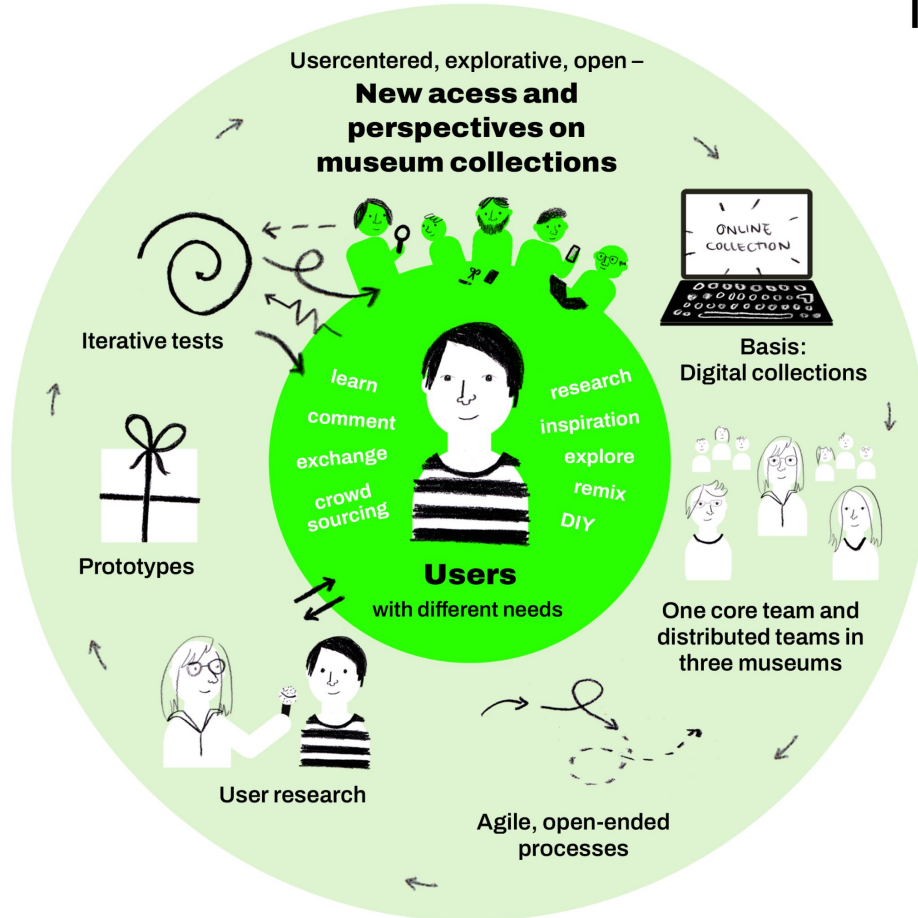 Usercentered, explorative, open –
New acess and
perspectives on
museum collections
ONLINE
COLLECTION
Basis:
Digital collections
One core team and
distributed teams in
three museums
Agile, open-ended
processes
User research
Prototypes
Iterative tests
learn
comment
exchange
crowd
sourcing
research
inspiration
explore
remix
DIY
Users
with different needs